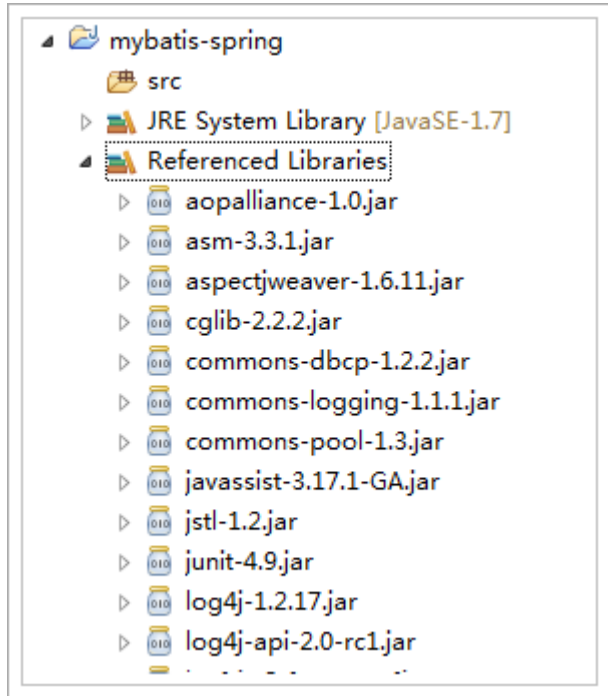 mybatis-spring
src
JRE System Library [JavaSE-1.7]
Referenced Libraries
aopalliance-1.0.jar
asm-3.3.1.jar
aspectjweaver-1.6.11.jar
cglib-2.2.2.jar
commons-dbcp-1.2.2.jar
commons-logging-1.1.1.jar
commons-pool-1.3.jar
javassist-3.17.1-GA.jar
jstl-1.2.jar
junit-4.9.jar
log4j-1.2.17.jar
log4j-api-2.0-rc1.jar